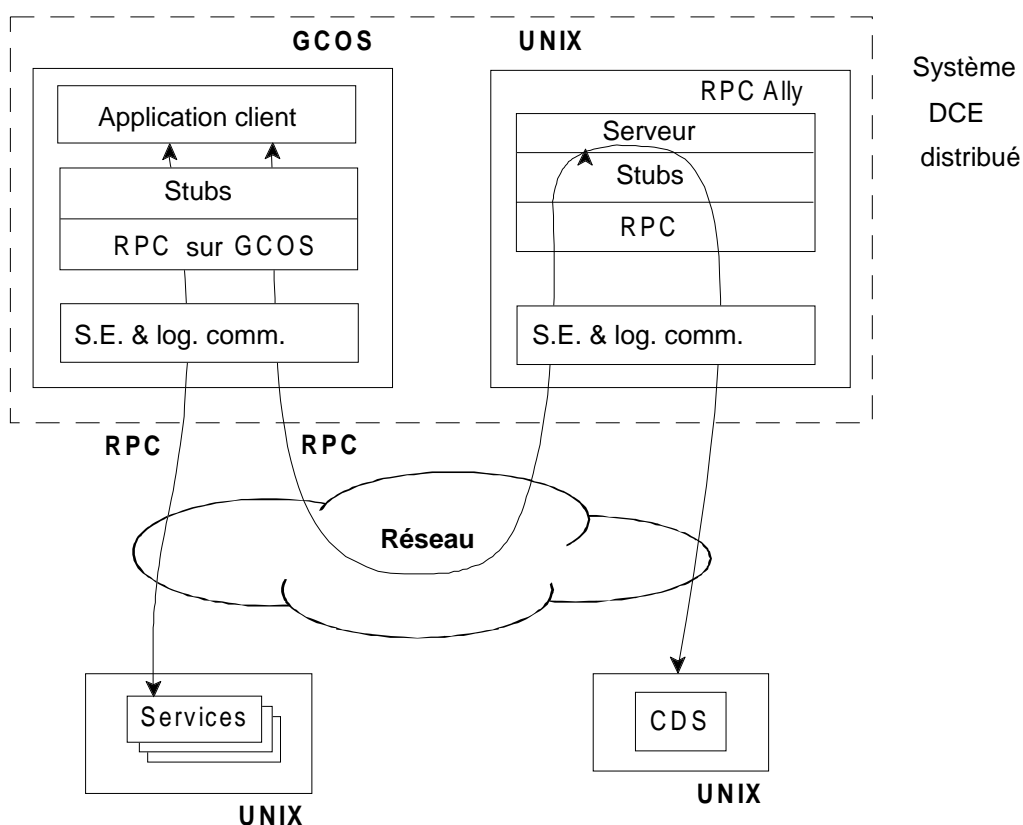 GCOS
UNIX
Système
DCE
distribué
RPC Ally
Application client
Serveur
Stubs
Stubs
RPC sur GCOS
RPC
S.E. & log. comm.
S.E. & log. comm.
RPC
RPC
Réseau
Services
CDS
UNIX
UNIX